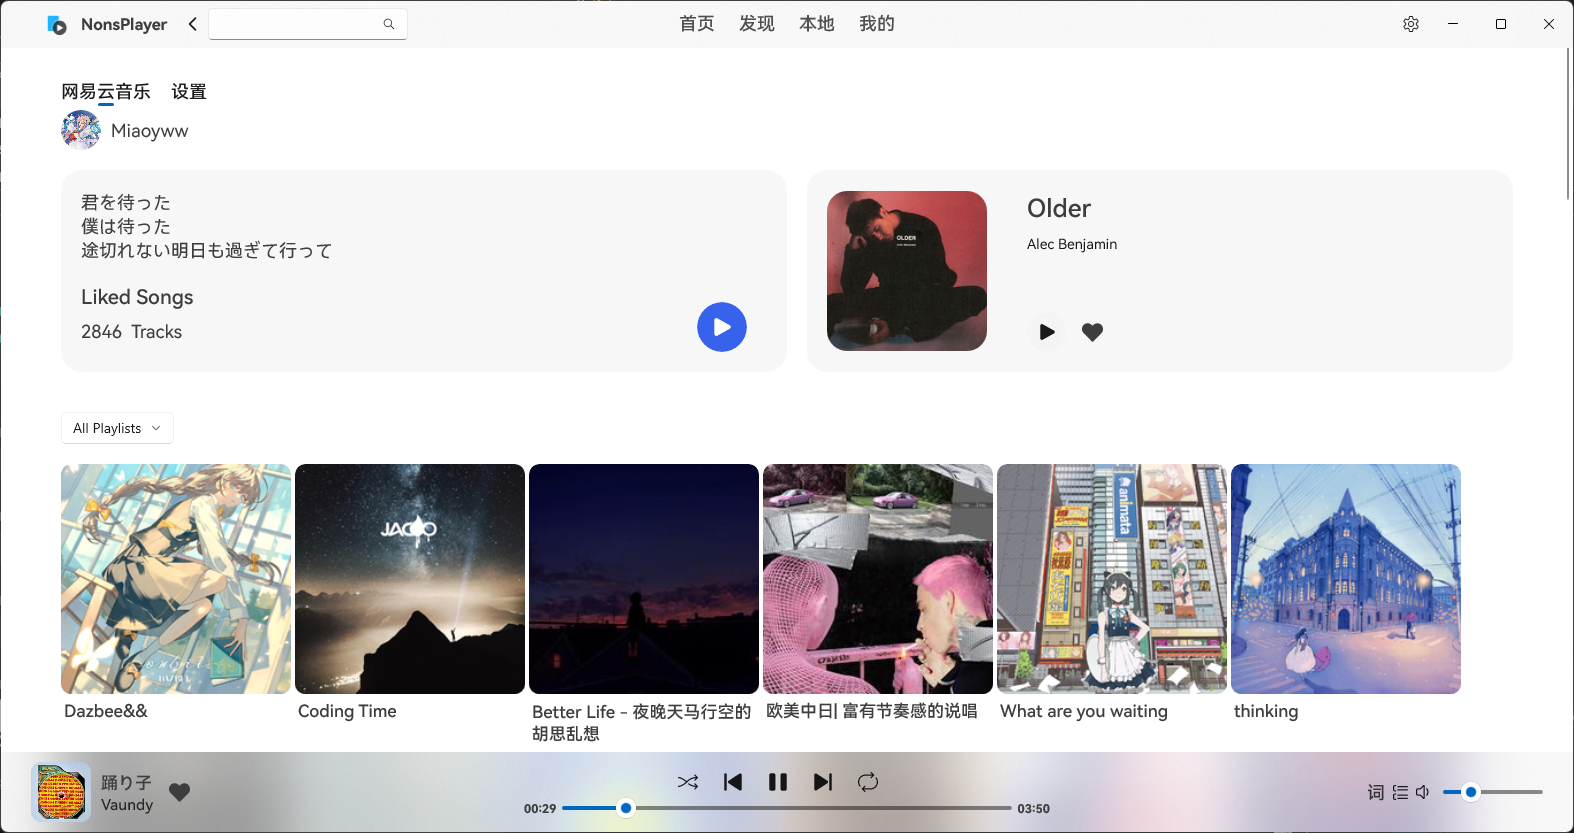 NonsPlayer
首页 发现 本地 我的
网易云音乐 设置
Miaoyww
君を待った
僕は待った
途切れない明日も過ぎて行って
Liked Songs
2846 Tracks
OLDER
Older
Alec Benjamin
All Playlists
JACOO
animata
Dazbee&&
Coding Time
Better Life - 夜晚天马行空的
胡思乱想
欧美中日| 富有节奏感的说唱
What are you waiting
thinking
踊り子
Vaundy
00:29
03:50
词